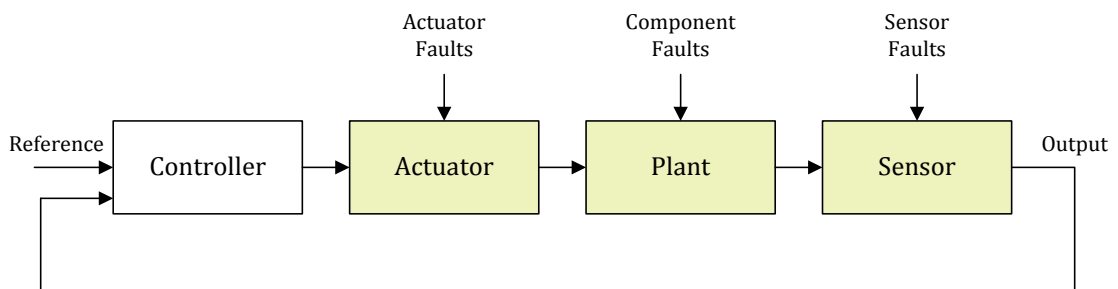 Actuator
Faults
Component
Faults
Sensor
Faults
Reference
Controller
Actuator
Plant
Sensor
Output